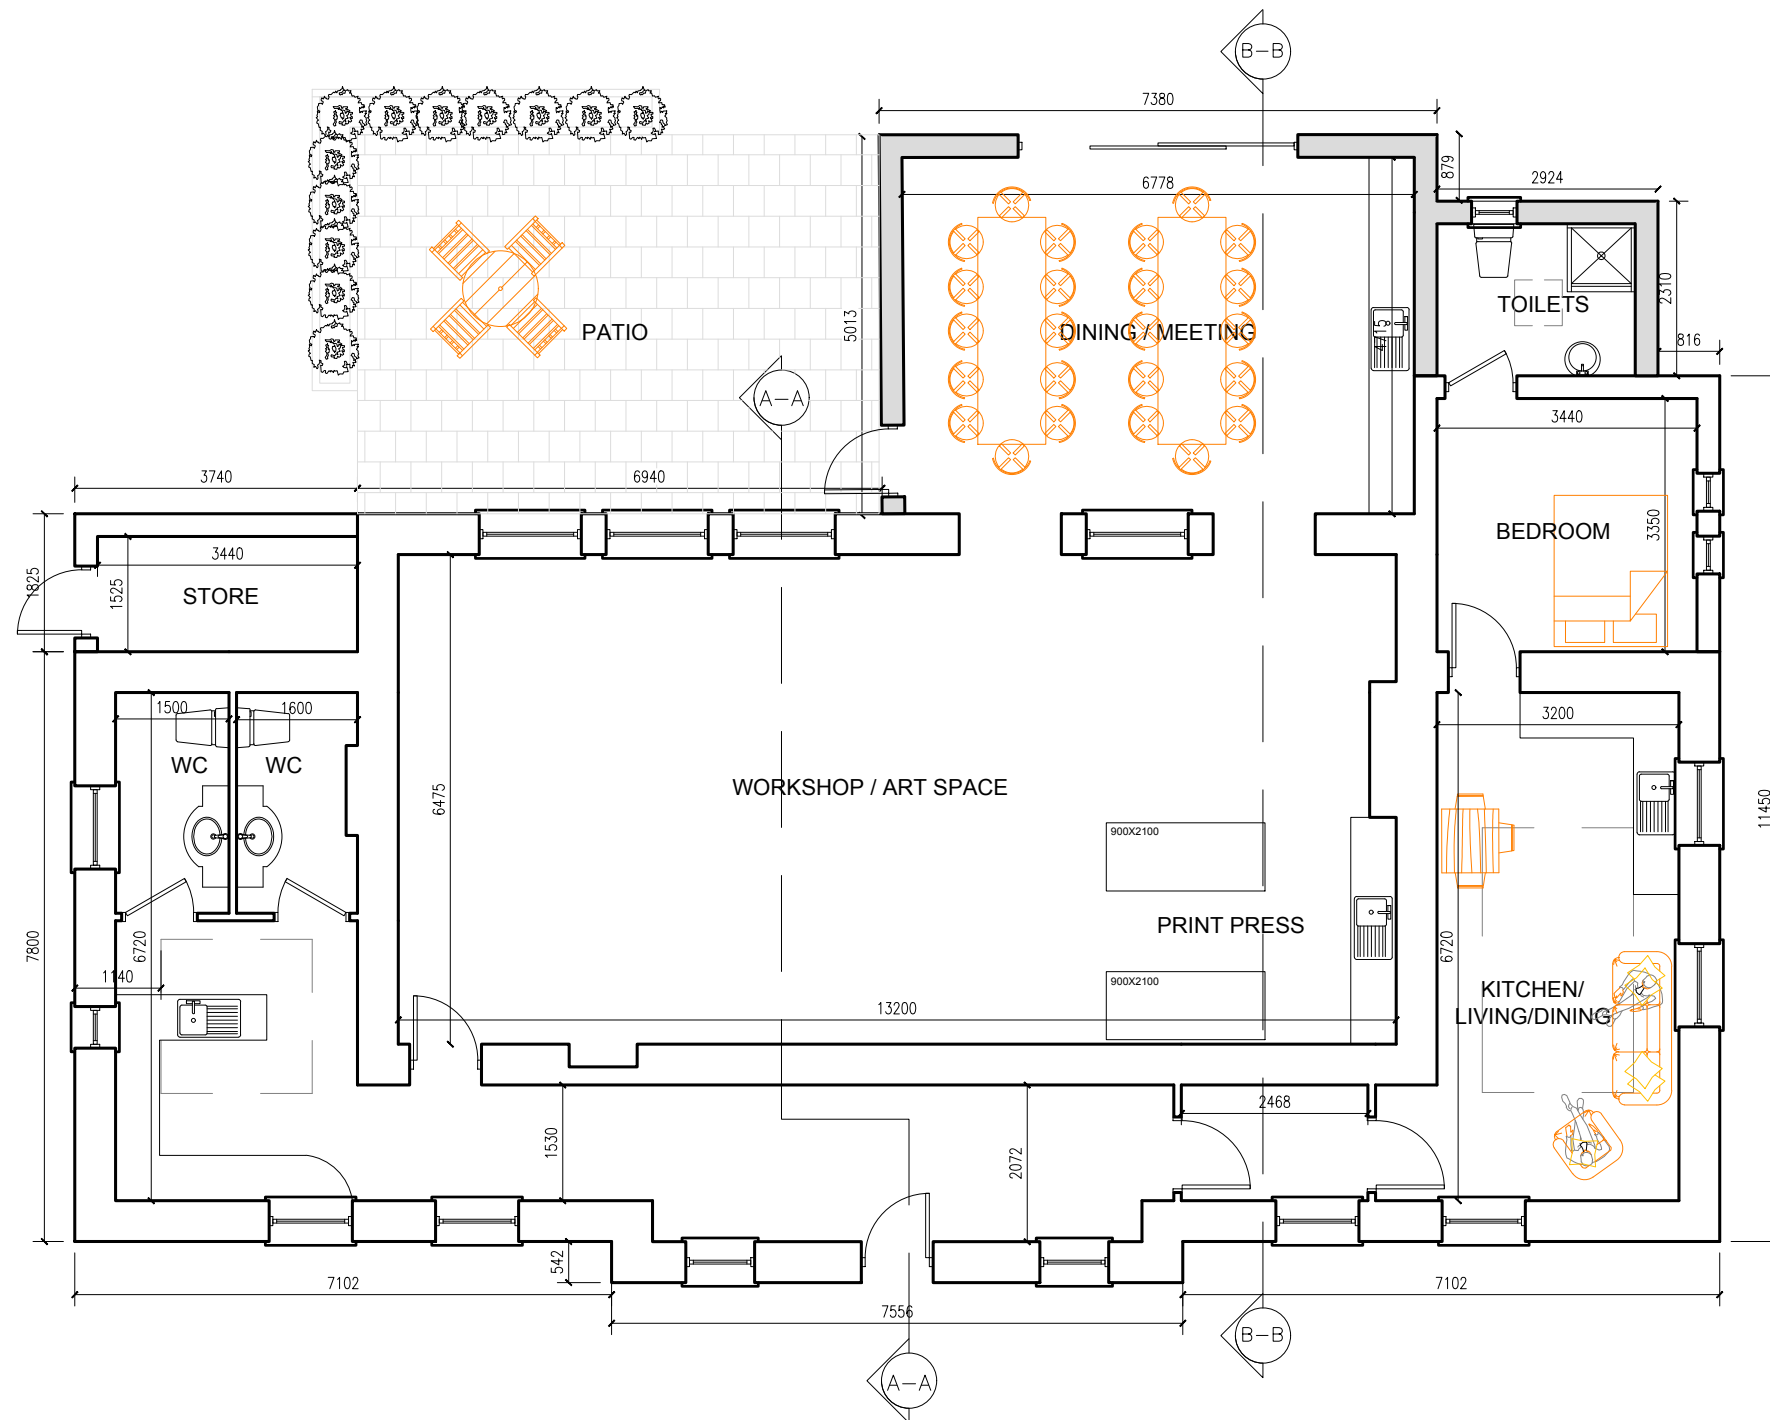 B-B
7380
879
2924
6778
2310
TOILETS
PATIO
5013
DINING / MEETING
4715
816
A-A
3440
3740
6940
BEDROOM
3350
3440
1825
1525
STORE
1500
1600
3200
WC
WC
WORKSHOP / ART SPACE
6475
11450
900X2100
PRINT PRESS
7800
6720
6720
1140
900X2100
KITCHEN/
LIVING/DINING
13200
2468
1530
2072
542
7102
7556
7102
B-B
A-A